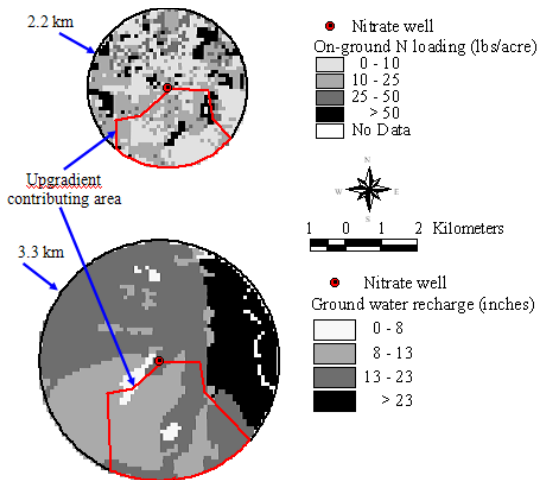 2.2 km
Nitrate well
On-ground N loading (lbs/acre)
0 - 10
10 - 25
25 - 50
> 50
No Data
Upgradient
contributing area
N
W E
S
1 0 1 2 Kilometers
3.3 km
Nitrate well
Ground water recharge (inches)
0 - 8
8 - 13
13 - 23
> 23